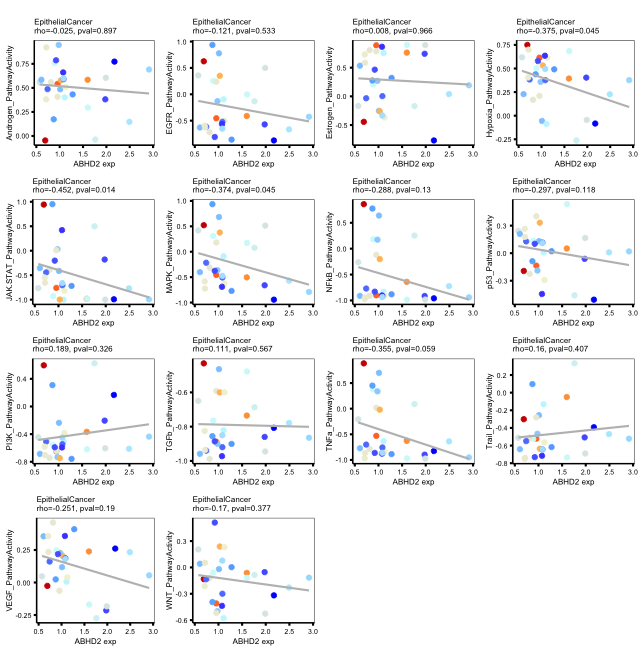 EpithelialCancer
rho=-0.025, pval=0.897
Androgen_PathwayActivity
0.75
0.50
0.25
0.00
0.5 1.0 1.5 2.0 2.5 3.0
ABHD2 exp
EpithelialCancer
rho=-0.121, pval=0.533
EGFR_PathwayActivity
1.0
0.5
0.0
-0.5
0.5 1.0 1.5 2.0 2.5 3.0
ABHD2 exp
EpithelialCancer
rho=0.008, pval=0.966
Estrogen_PathwayActivity
0.5
0.0
-0.5
0.5 1.0 1.5 2.0 2.5 3.0
ABHD2 exp
EpithelialCancer
rho=-0.375, pval=0.045
Hypoxia_PathwayActivity
0.75
0.50
0.25
0.00
-0.25
0.5 1.0 1.5 2.0 2.5 3.0
ABHD2 exp
EpithelialCancer
rho=-0.452, pval=0.014
JAK.STAT_PathwayActivity
1.0
0.5
0.0
-0.5
-1.0
0.5 1.0 1.5 2.0 2.5 3.0
ABHD2 exp
EpithelialCancer
rho=-0.374, pval=0.045
MAPK_PathwayActivity
1.0
0.5
0.0
-0.5
-1.0
0.5 1.0 1.5 2.0 2.5 3.0
ABHD2 exp
EpithelialCancer
rho=-0.288, pval=0.13
NFkB_PathwayActivity
0.5
0.0
-0.5
-1.0
0.5 1.0 1.5 2.0 2.5 3.0
ABHD2 exp
EpithelialCancer
rho=-0.297, pval=0.118
p53_PathwayActivity
0.6
0.3
0.0
-0.3
0.5 1.0 1.5 2.0 2.5 3.0
ABHD2 exp
EpithelialCancer
rho=0.189, pval=0.326
PI3K_PathwayActivity
0.4
0.0
-0.4
-0.8
0.5 1.0 1.5 2.0 2.5 3.0
ABHD2 exp
EpithelialCancer
rho=0.111, pval=0.567
TGFb_PathwayActivity
-0.6
-0.8
-1.0
0.5 1.0 1.5 2.0 2.5 3.0
ABHD2 exp
EpithelialCancer
rho=-0.355, pval=0.059
TNFa_PathwayActivity
0.5
0.0
-0.5
-1.0
0.5 1.0 1.5 2.0 2.5 3.0
ABHD2 exp
EpithelialCancer
rho=0.16, pval=0.407
Trail_PathwayActivity
0.2
0.0
-0.2
-0.4
-0.6
-0.8
0.5 1.0 1.5 2.0 2.5 3.0
ABHD2 exp
EpithelialCancer
rho=-0.251, pval=0.19
VEGF_PathwayActivity
0.25
0.00
-0.25
0.5 1.0 1.5 2.0 2.5 3.0
ABHD2 exp
EpithelialCancer
rho=-0.17, pval=0.377
WNT_PathwayActivity
0.3
0.0
-0.3
-0.6
0.5 1.0 1.5 2.0 2.5 3.0
ABHD2 exp